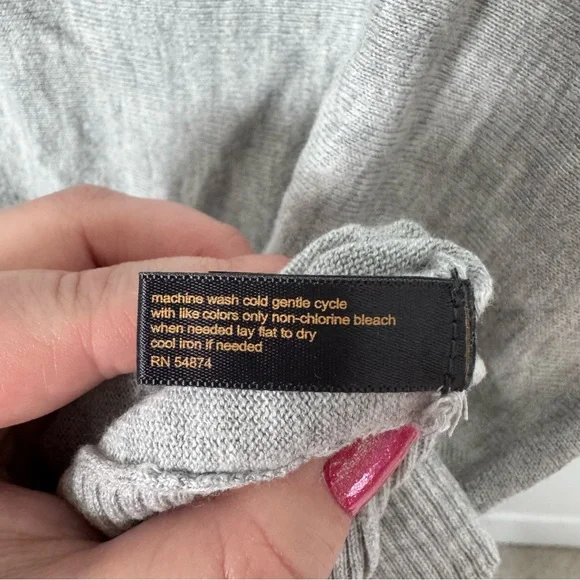 machine wash cold gentle cycle
with like colors only non-chlorine bleach
when needed lay flat to dry
cool iron if needed
RN 54874